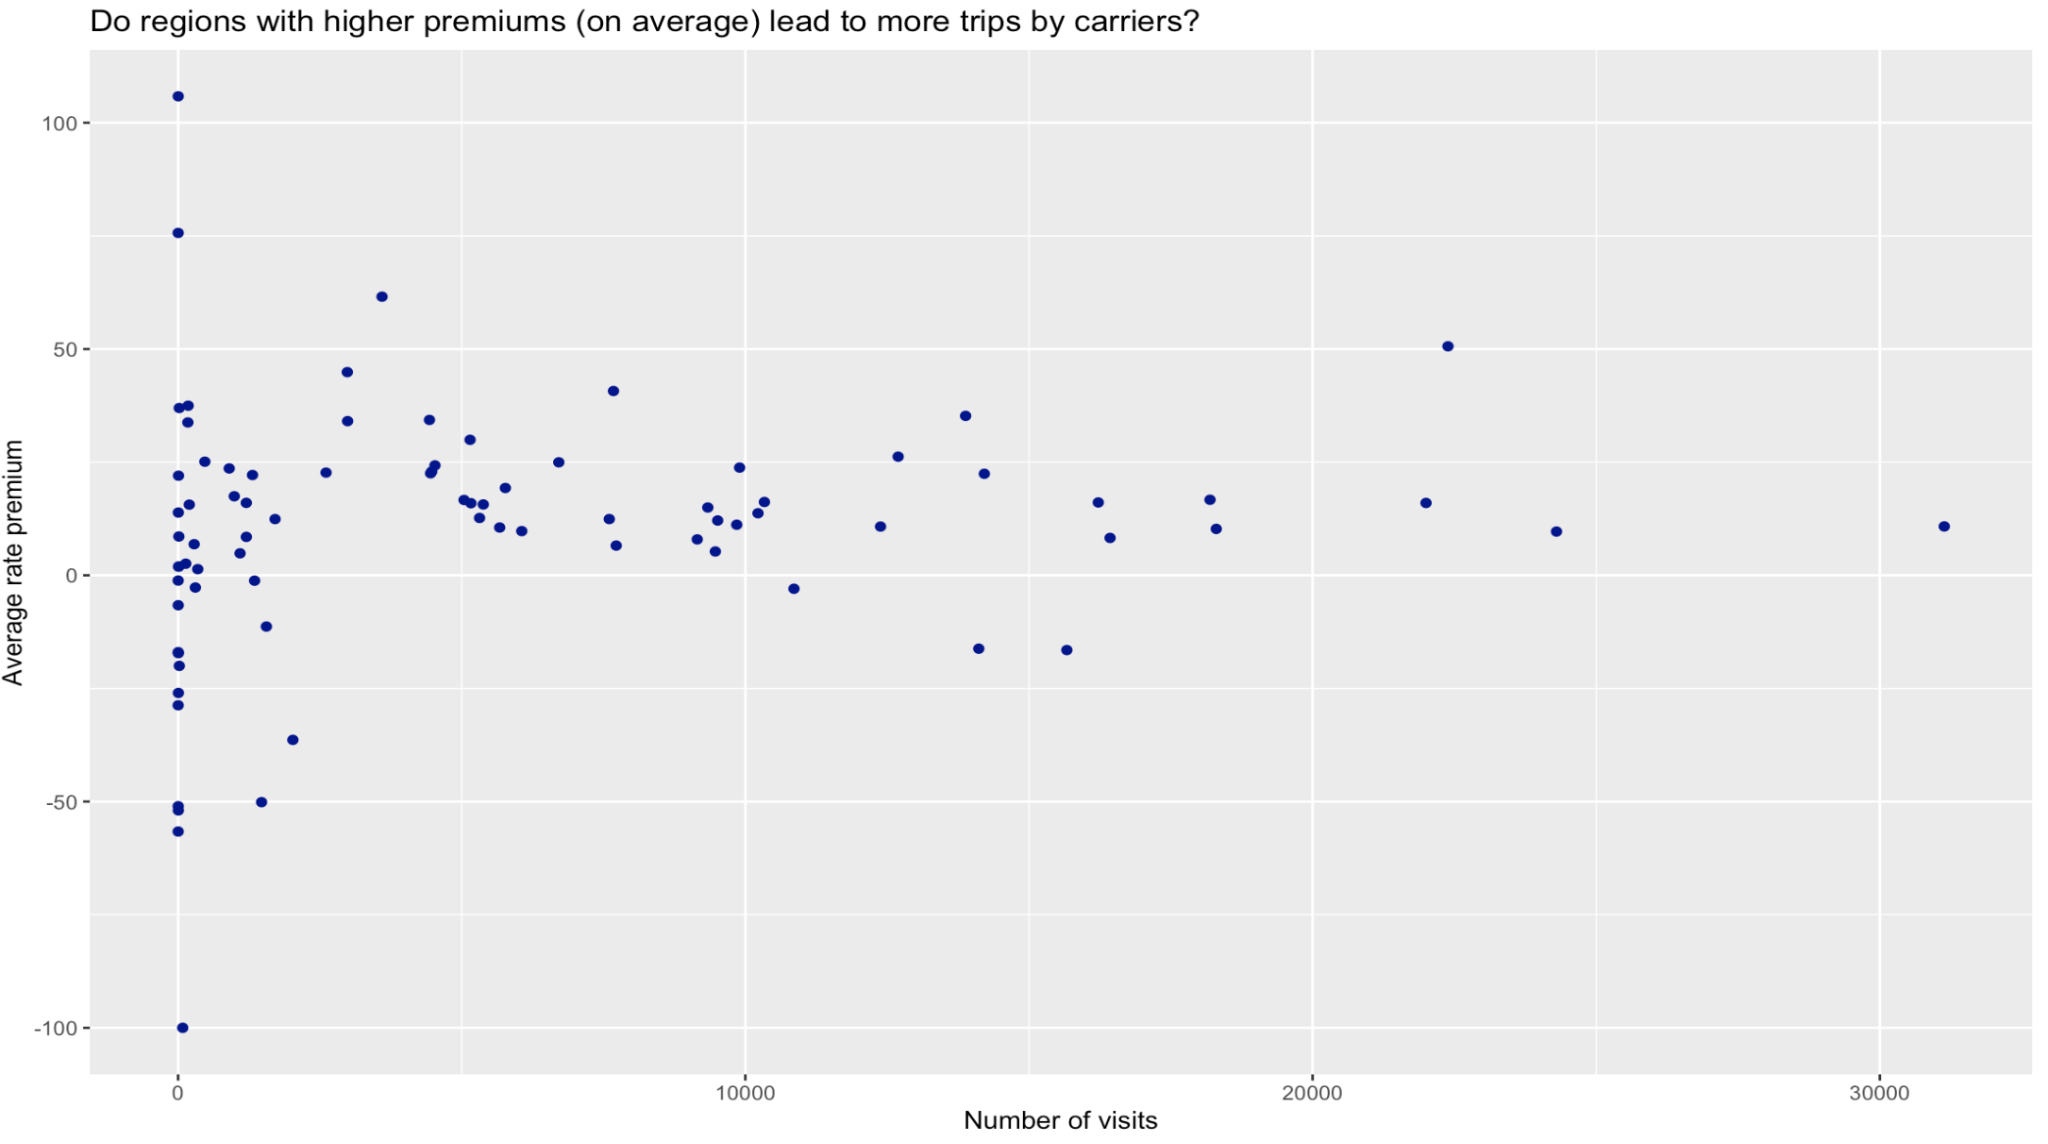 Do regions with higher premiums (on average) lead to more trips by carriers?
Average rate premium
100
50
0
-50
-100
0 10000 20000 30000
Number of visits